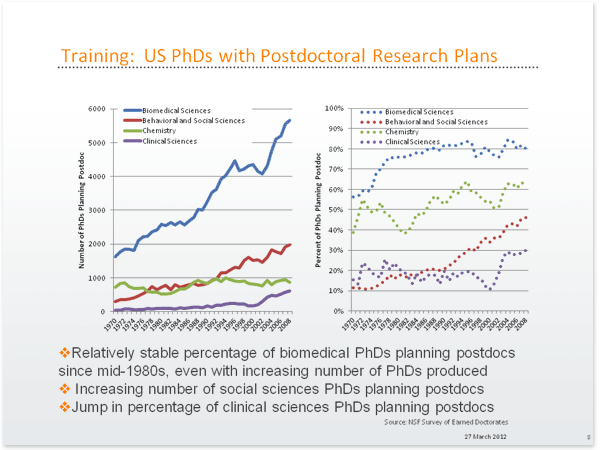 Training: US PhDs with Postdoctoral Research Plans
6000
5000
4000
3000
2000
1000
0
Number of PhDs Planning Postdoc
Biomedical Sciences
Behavioral and Social Sciences
Chemistry
Clinical Sciences
1970 1972 1974 1976 1978 1980 1982 1984 1986 1988 1990 1992 1994 1996 1998 2000 2002 2004 2006 2008
100%
90%
80%
70%
60%
50%
40%
30%
20%
10%
0%
Percent of PhDs Planning Postdoc
Biomedical Sciences
Behavioral and Social Sciences
Chemistry
Clinical Sciences
1970 1972 1974 1976 1978 1980 1982 1984 1986 1988 1990 1992 1994 1996 1998 2000 2002 2004 2006 2008
❖Relatively stable percentage of biomedical PhDs planning postdocs
since mid-1980s, even with increasing number of PhDs produced
❖ Increasing number of social sciences PhDs planning postdocs
❖Jump in percentage of clinical sciences PhDs planning postdocs
Source: NSF Survey of Earned Doctorates
27 March 2012